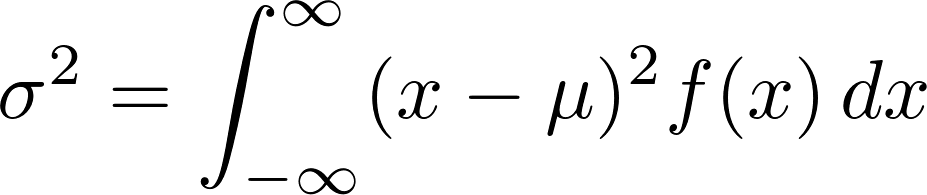 σ² = ∫_{−∞}^{∞} (x − μ)² f(x) dx